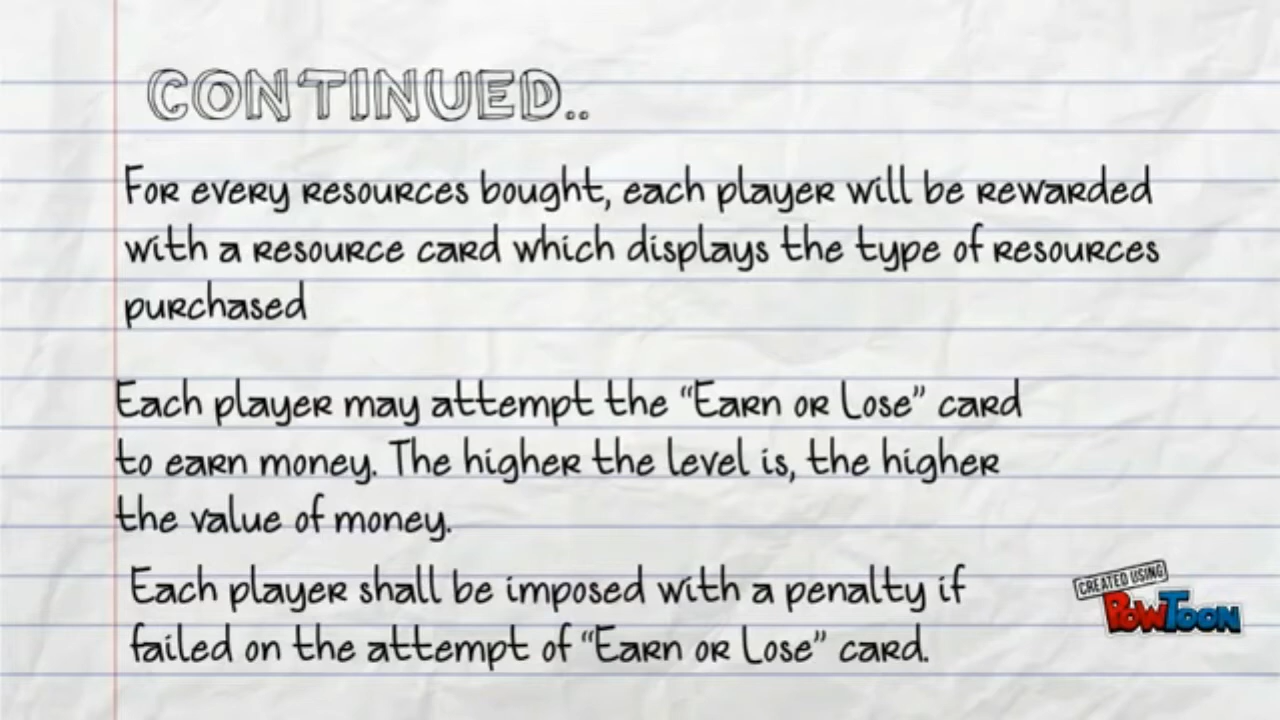 CONTINUED..
For every resources bought, each player will be rewarded
with a resource card which displays the type of resources
purchased
Each player may attempt the “Earn or Lose” card
to earn money. The higher the level is, the higher
the value of money.
Each player shall be imposed with a penalty if
failed on the attempt of “Earn or Lose” card.
CREATED USING
POWTOON